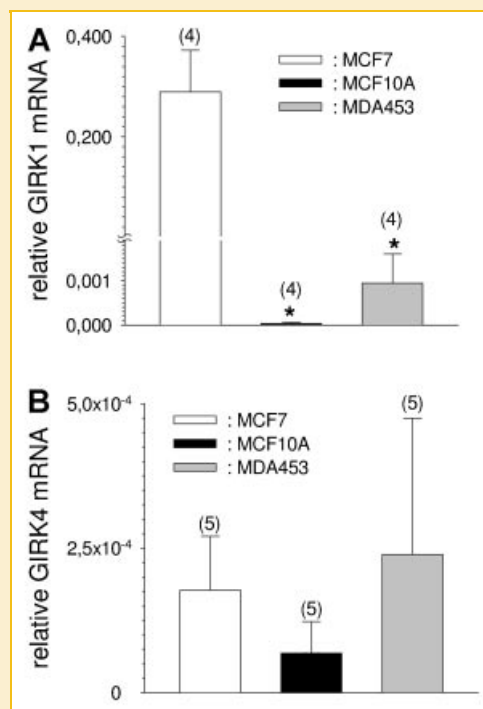 A
relative GIRK1 mRNA
0,400
0,200
0,001
0,000
(4)
: MCF7
: MCF10A
: MDA453
(4)
*
(4)
*
B
relative GIRK4 mRNA
5,0x10⁻⁴
2,5x10⁻⁴
0
: MCF7
: MCF10A
: MDA453
(5)
(5)
(5)